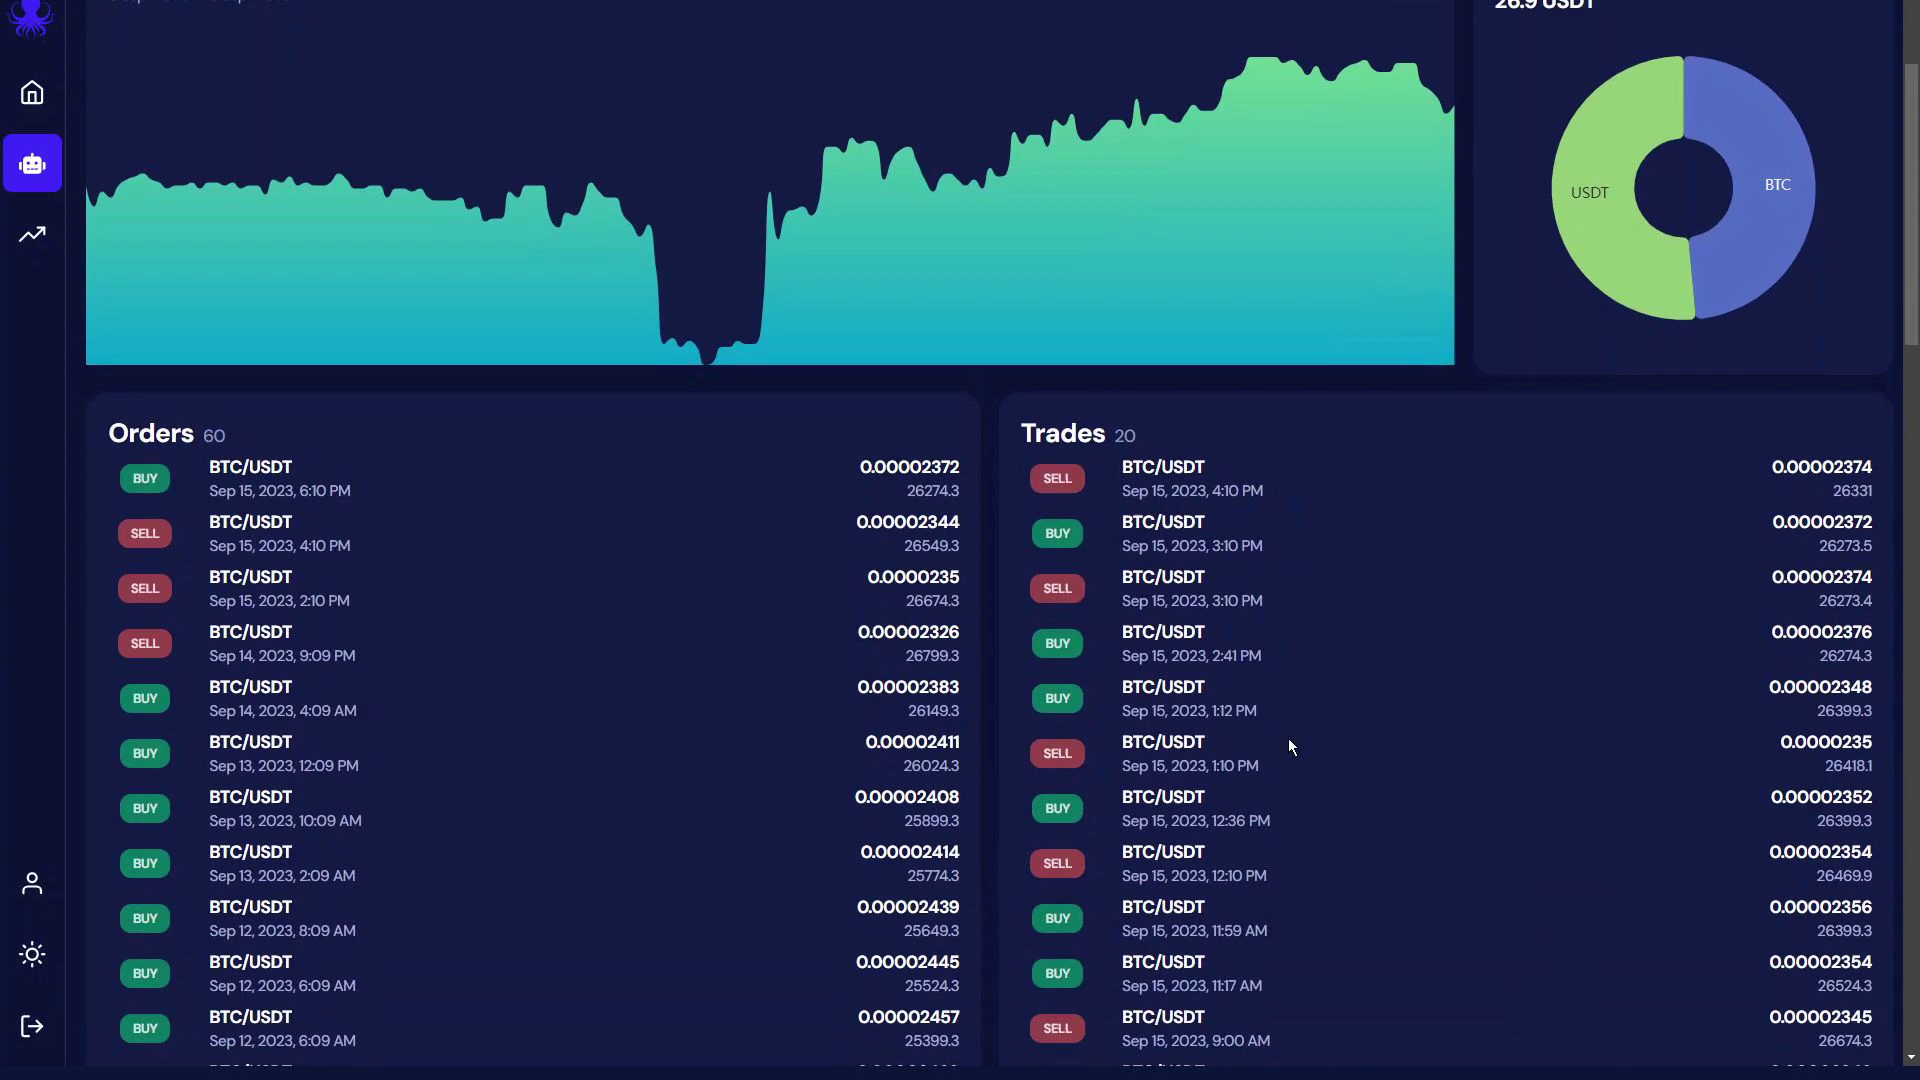 26.9 USDT
USDT
BTC
Orders 60
BUY BTC/USDT 0.00002372
Sep 15, 2023, 6:10 PM 26274.3
SELL BTC/USDT 0.00002344
Sep 15, 2023, 4:10 PM 26549.3
SELL BTC/USDT 0.0000235
Sep 15, 2023, 2:10 PM 26674.3
SELL BTC/USDT 0.00002326
Sep 14, 2023, 9:09 PM 26799.3
BUY BTC/USDT 0.00002383
Sep 14, 2023, 4:09 AM 26149.3
BUY BTC/USDT 0.00002411
Sep 13, 2023, 12:09 PM 26024.3
BUY BTC/USDT 0.00002408
Sep 13, 2023, 10:09 AM 25899.3
BUY BTC/USDT 0.00002414
Sep 13, 2023, 2:09 AM 25774.3
BUY BTC/USDT 0.00002439
Sep 12, 2023, 8:09 AM 25649.3
BUY BTC/USDT 0.00002445
Sep 12, 2023, 6:09 AM 25524.3
BUY BTC/USDT 0.00002457
Sep 12, 2023, 6:09 AM 25399.3
Trades 20
SELL BTC/USDT 0.00002374
Sep 15, 2023, 4:10 PM 26331
BUY BTC/USDT 0.00002372
Sep 15, 2023, 3:10 PM 26273.5
SELL BTC/USDT 0.00002374
Sep 15, 2023, 3:10 PM 26273.4
BUY BTC/USDT 0.00002376
Sep 15, 2023, 2:41 PM 26274.3
BUY BTC/USDT 0.00002348
Sep 15, 2023, 1:12 PM 26399.3
SELL BTC/USDT 0.0000235
Sep 15, 2023, 1:10 PM 26418.1
BUY BTC/USDT 0.00002352
Sep 15, 2023, 12:36 PM 26399.3
SELL BTC/USDT 0.00002354
Sep 15, 2023, 12:10 PM 26469.9
BUY BTC/USDT 0.00002356
Sep 15, 2023, 11:59 AM 26399.3
BUY BTC/USDT 0.00002354
Sep 15, 2023, 11:17 AM 26524.3
SELL BTC/USDT 0.00002345
Sep 15, 2023, 9:00 AM 26674.3